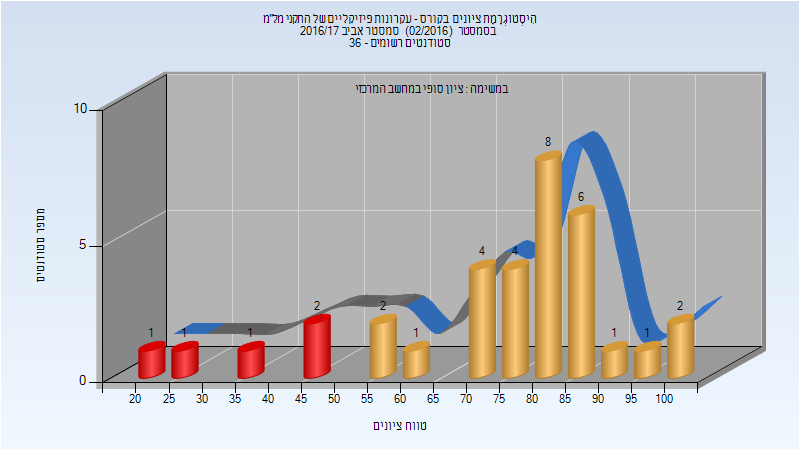 הִיסְטוֹגְרָמַת ציונים בקורס - עקרונות פיזיקליים של התקני מל"מ
בסמסטר (02/2016) סמסטר אביב 2016/17
סטודנטים רשומים - 36
במשימה : ציון סופי במחשב המרכזי
10
5
0
מספר סטודנטים
1 1 1 2 2 1 4 4 8 6 1 1 2
20 25 30 35 40 45 50 55 60 65 70 75 80 85 90 95 100
טווח ציונים